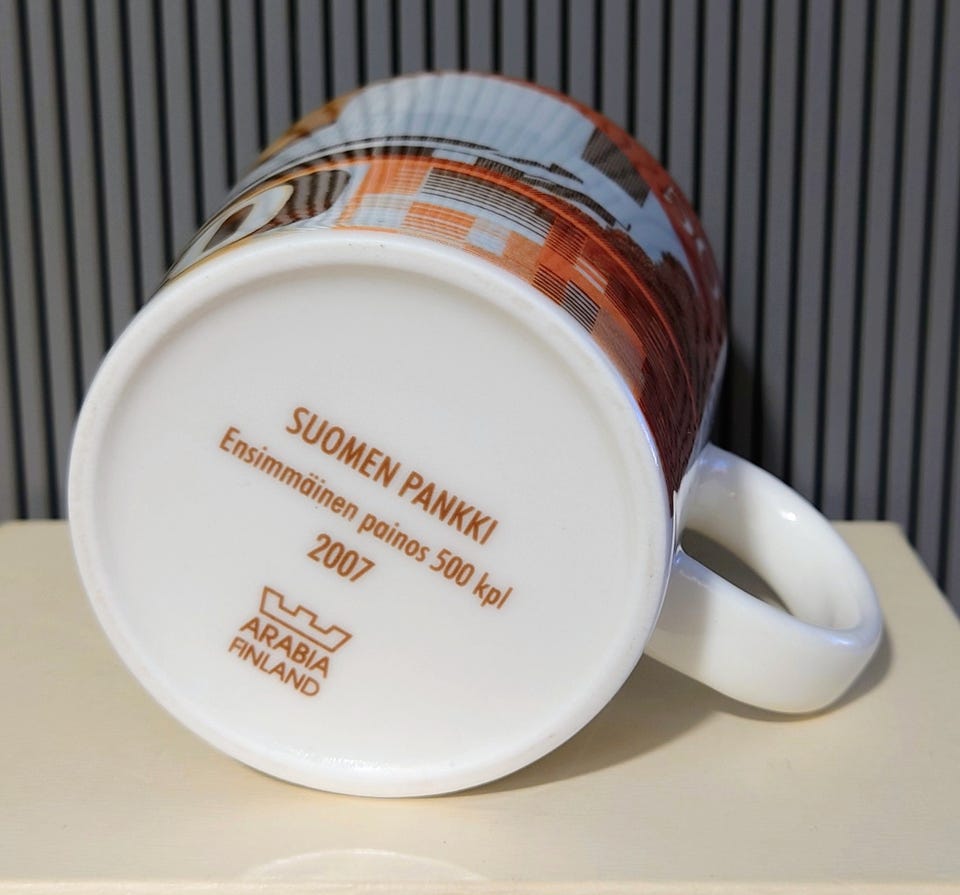 SUOMEN PANKKI
Ensimmäinen painos 500 kpl
2007
ARABIA
FINLAND